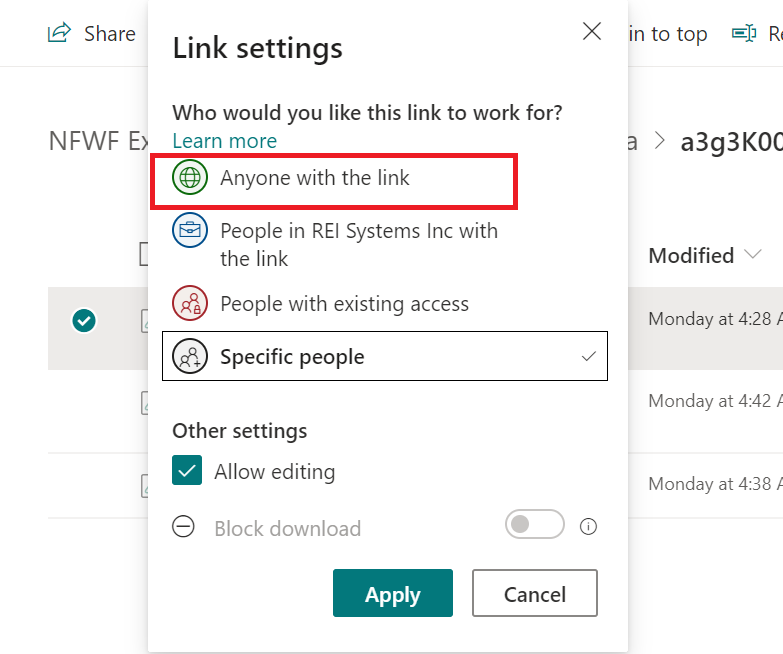 Share
in to top
Link settings
Who would you like this link to work for?
Learn more
NFWF
a3g3K00
Anyone with the link
People in REI Systems Inc with
the link
Modified
People with existing access
Monday at 4:28
Specific people
Monday at 4:42
Other settings
Allow editing
Monday at 4:38
Block download
Apply
Cancel